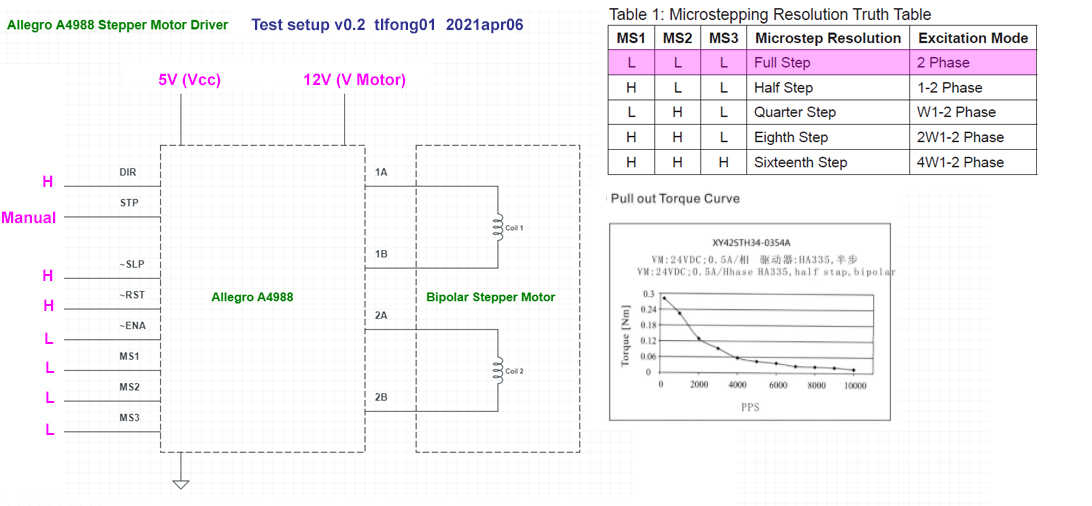 Allegro A4988 Stepper Motor Driver
Test setup v0.2 tlfong01 2021apr06
5V (Vcc)
12V (V Motor)
H
DIR
Manual
STP
H
~SLP
H
~RST
L
~ENA
L
MS1
L
MS2
L
MS3
Allegro A4988
1A
1B
2A
2B
Coil 1
Bipolar Stepper Motor
Coil 2
Table 1: Microstepping Resolution Truth Table
MS1 MS2 MS3 Microstep Resolution Excitation Mode
L L L Full Step 2 Phase
H L L Half Step 1-2 Phase
L H L Quarter Step W1-2 Phase
H H L Eighth Step 2W1-2 Phase
H H H Sixteenth Step 4W1-2 Phase
Pull out Torque Curve
XY42STH34-0354A
VM:24VDC;0.5A/相 驱动器:HA335,半步
VM:24VDC;0.5A/Hhase HA335,half stap,bipolar
Torque [Nm]
0.3
0.24
0.18
0.12
0.06
0
0 2000 4000 6000 8000 10000
PPS